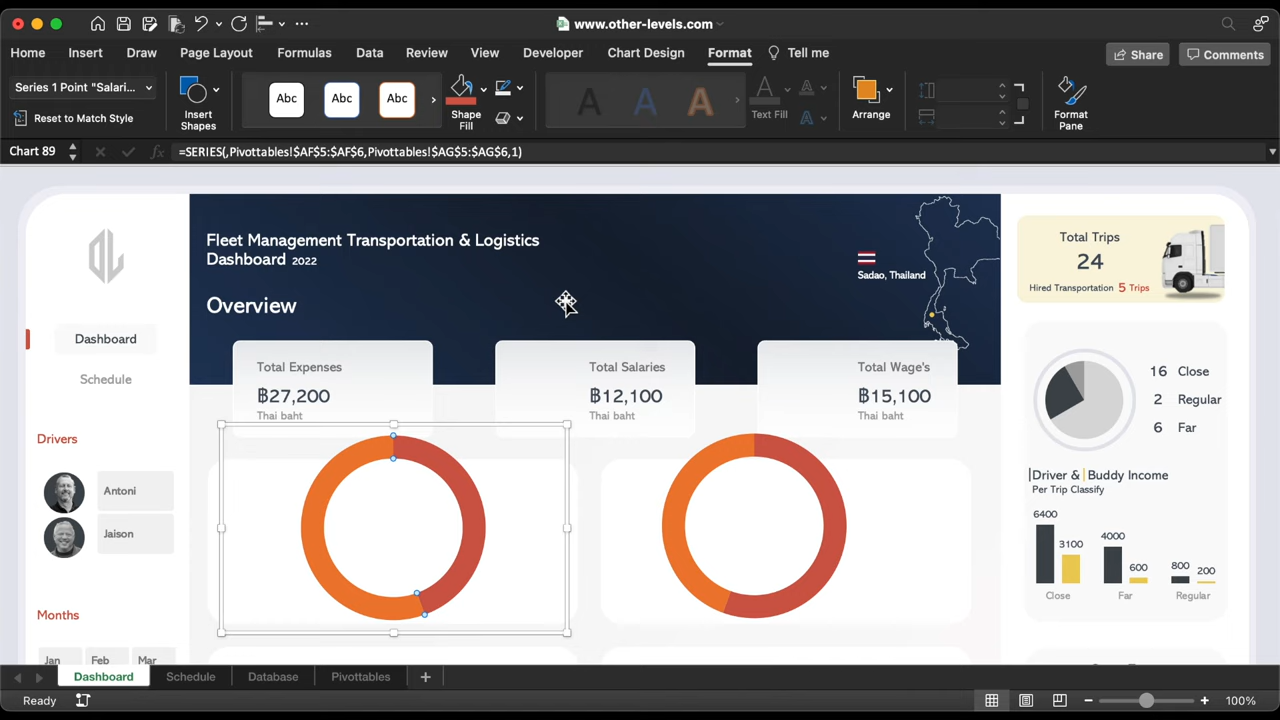 www.other-levels.com
Home Insert Draw Page Layout Formulas Data Review View Developer Chart Design Format Tell me Share Comments
Series 1 Point "Salari...
Reset to Match Style
Insert
Shapes
Abc Abc Abc
Shape
Fill
Text Fill
Arrange
Format
Pane
Chart 89 fx =SERIES(,Pivottables!$AF$5:$AF$6,Pivottables!$AG$5:$AG$6,1)
Fleet Management Transportation & Logistics
Dashboard 2022
Overview
Sadao, Thailand
Total Trips
24
Hired Transportation 5 Trips
Dashboard
Schedule
Drivers
Antoni
Jaison
Months
Jan Feb Mar
Total Expenses
฿27,200
Thai baht
Total Salaries
฿12,100
Thai baht
Total Wage's
฿15,100
Thai baht
16 Close
2 Regular
6 Far
Driver & Buddy Income
Per Trip Classify
6400
3100
4000
600
800
200
Close Far Regular
Dashboard Schedule Database Pivottables
Ready
100%